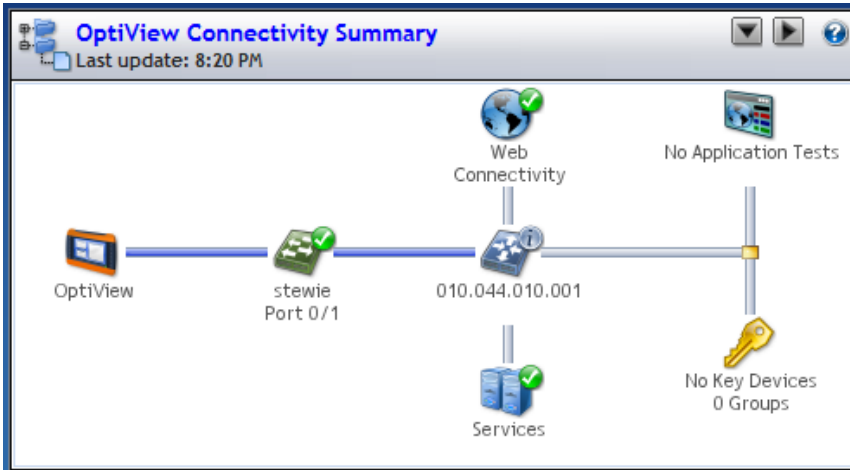 OptiView Connectivity Summary
Last update: 8:20 PM
Web
Connectivity
No Application Tests
OptiView
stewie
Port 0/1
010.044.010.001
No Key Devices
0 Groups
Services